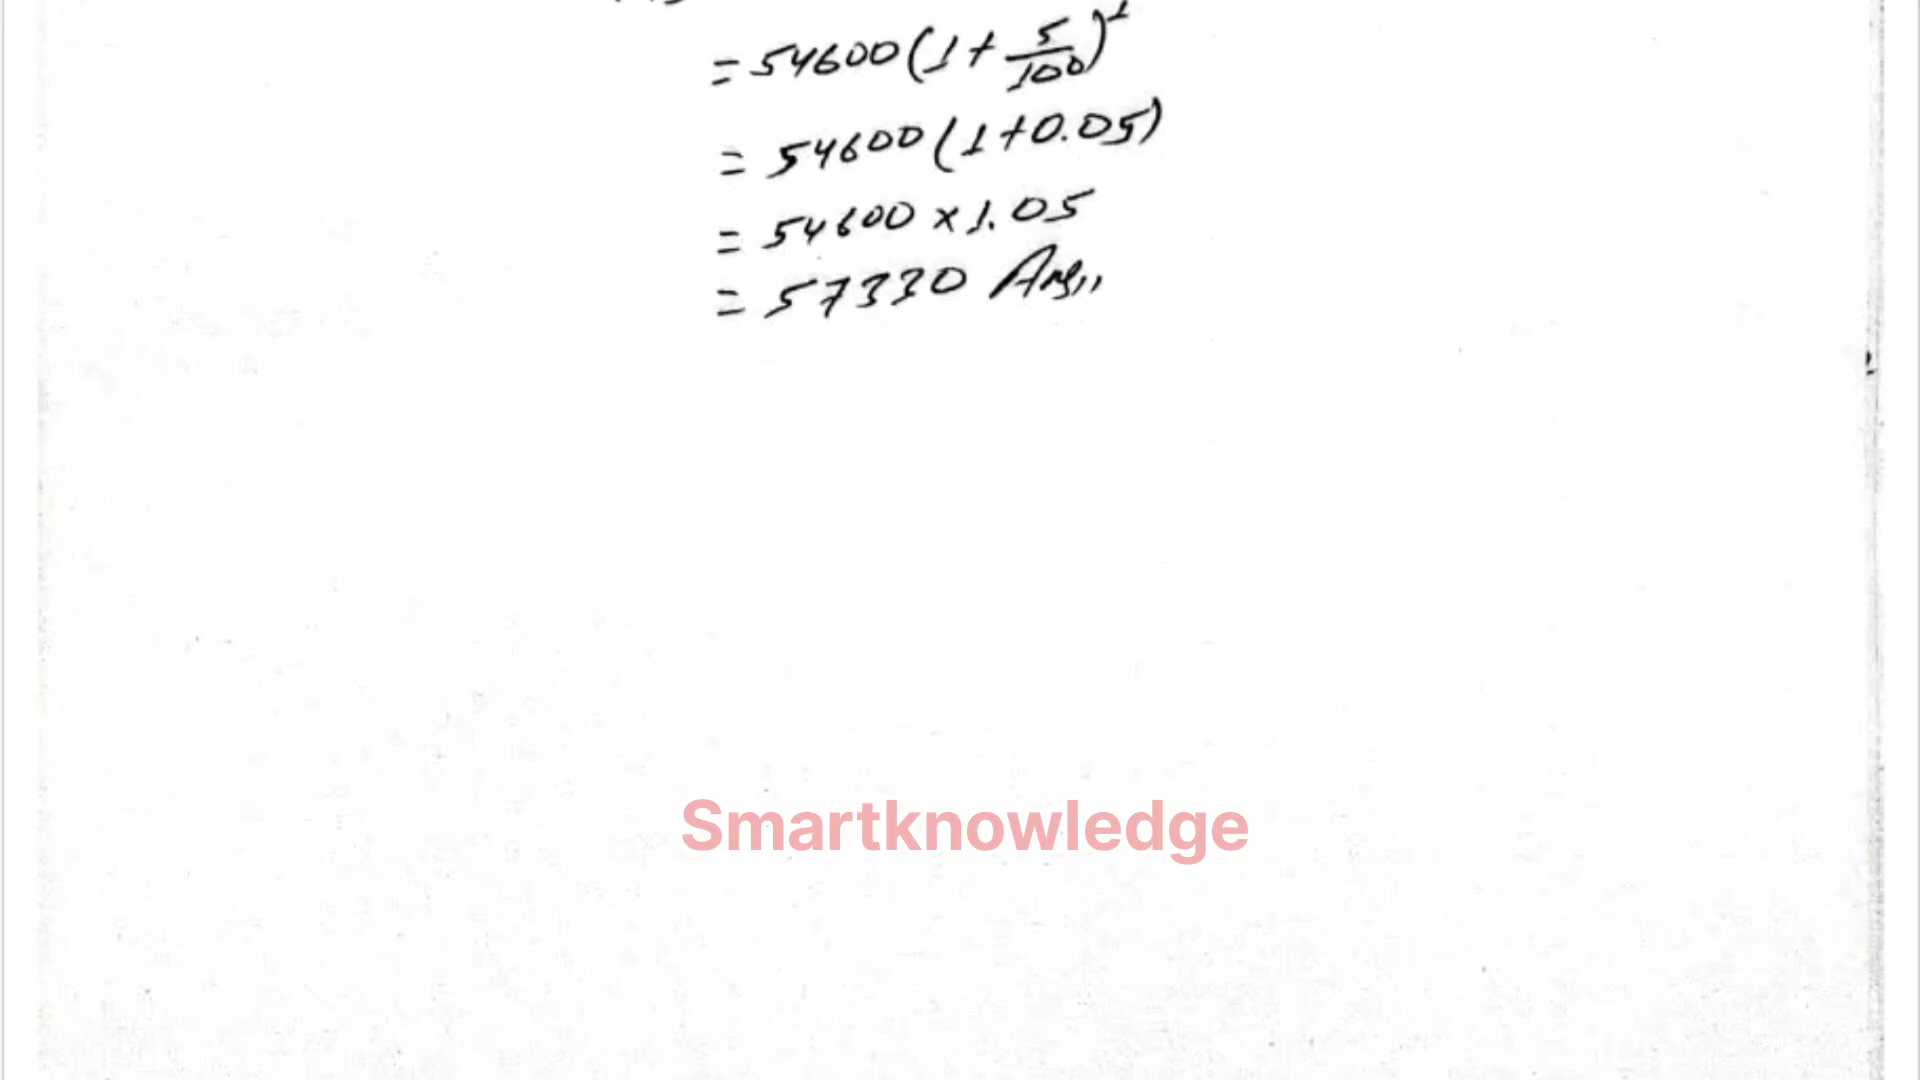 = 54600 (1 + 5/100)^1
= 54600 (1 + 0.05)
= 54600 × 1.05
= 57330 Ans,,
Smartknowledge